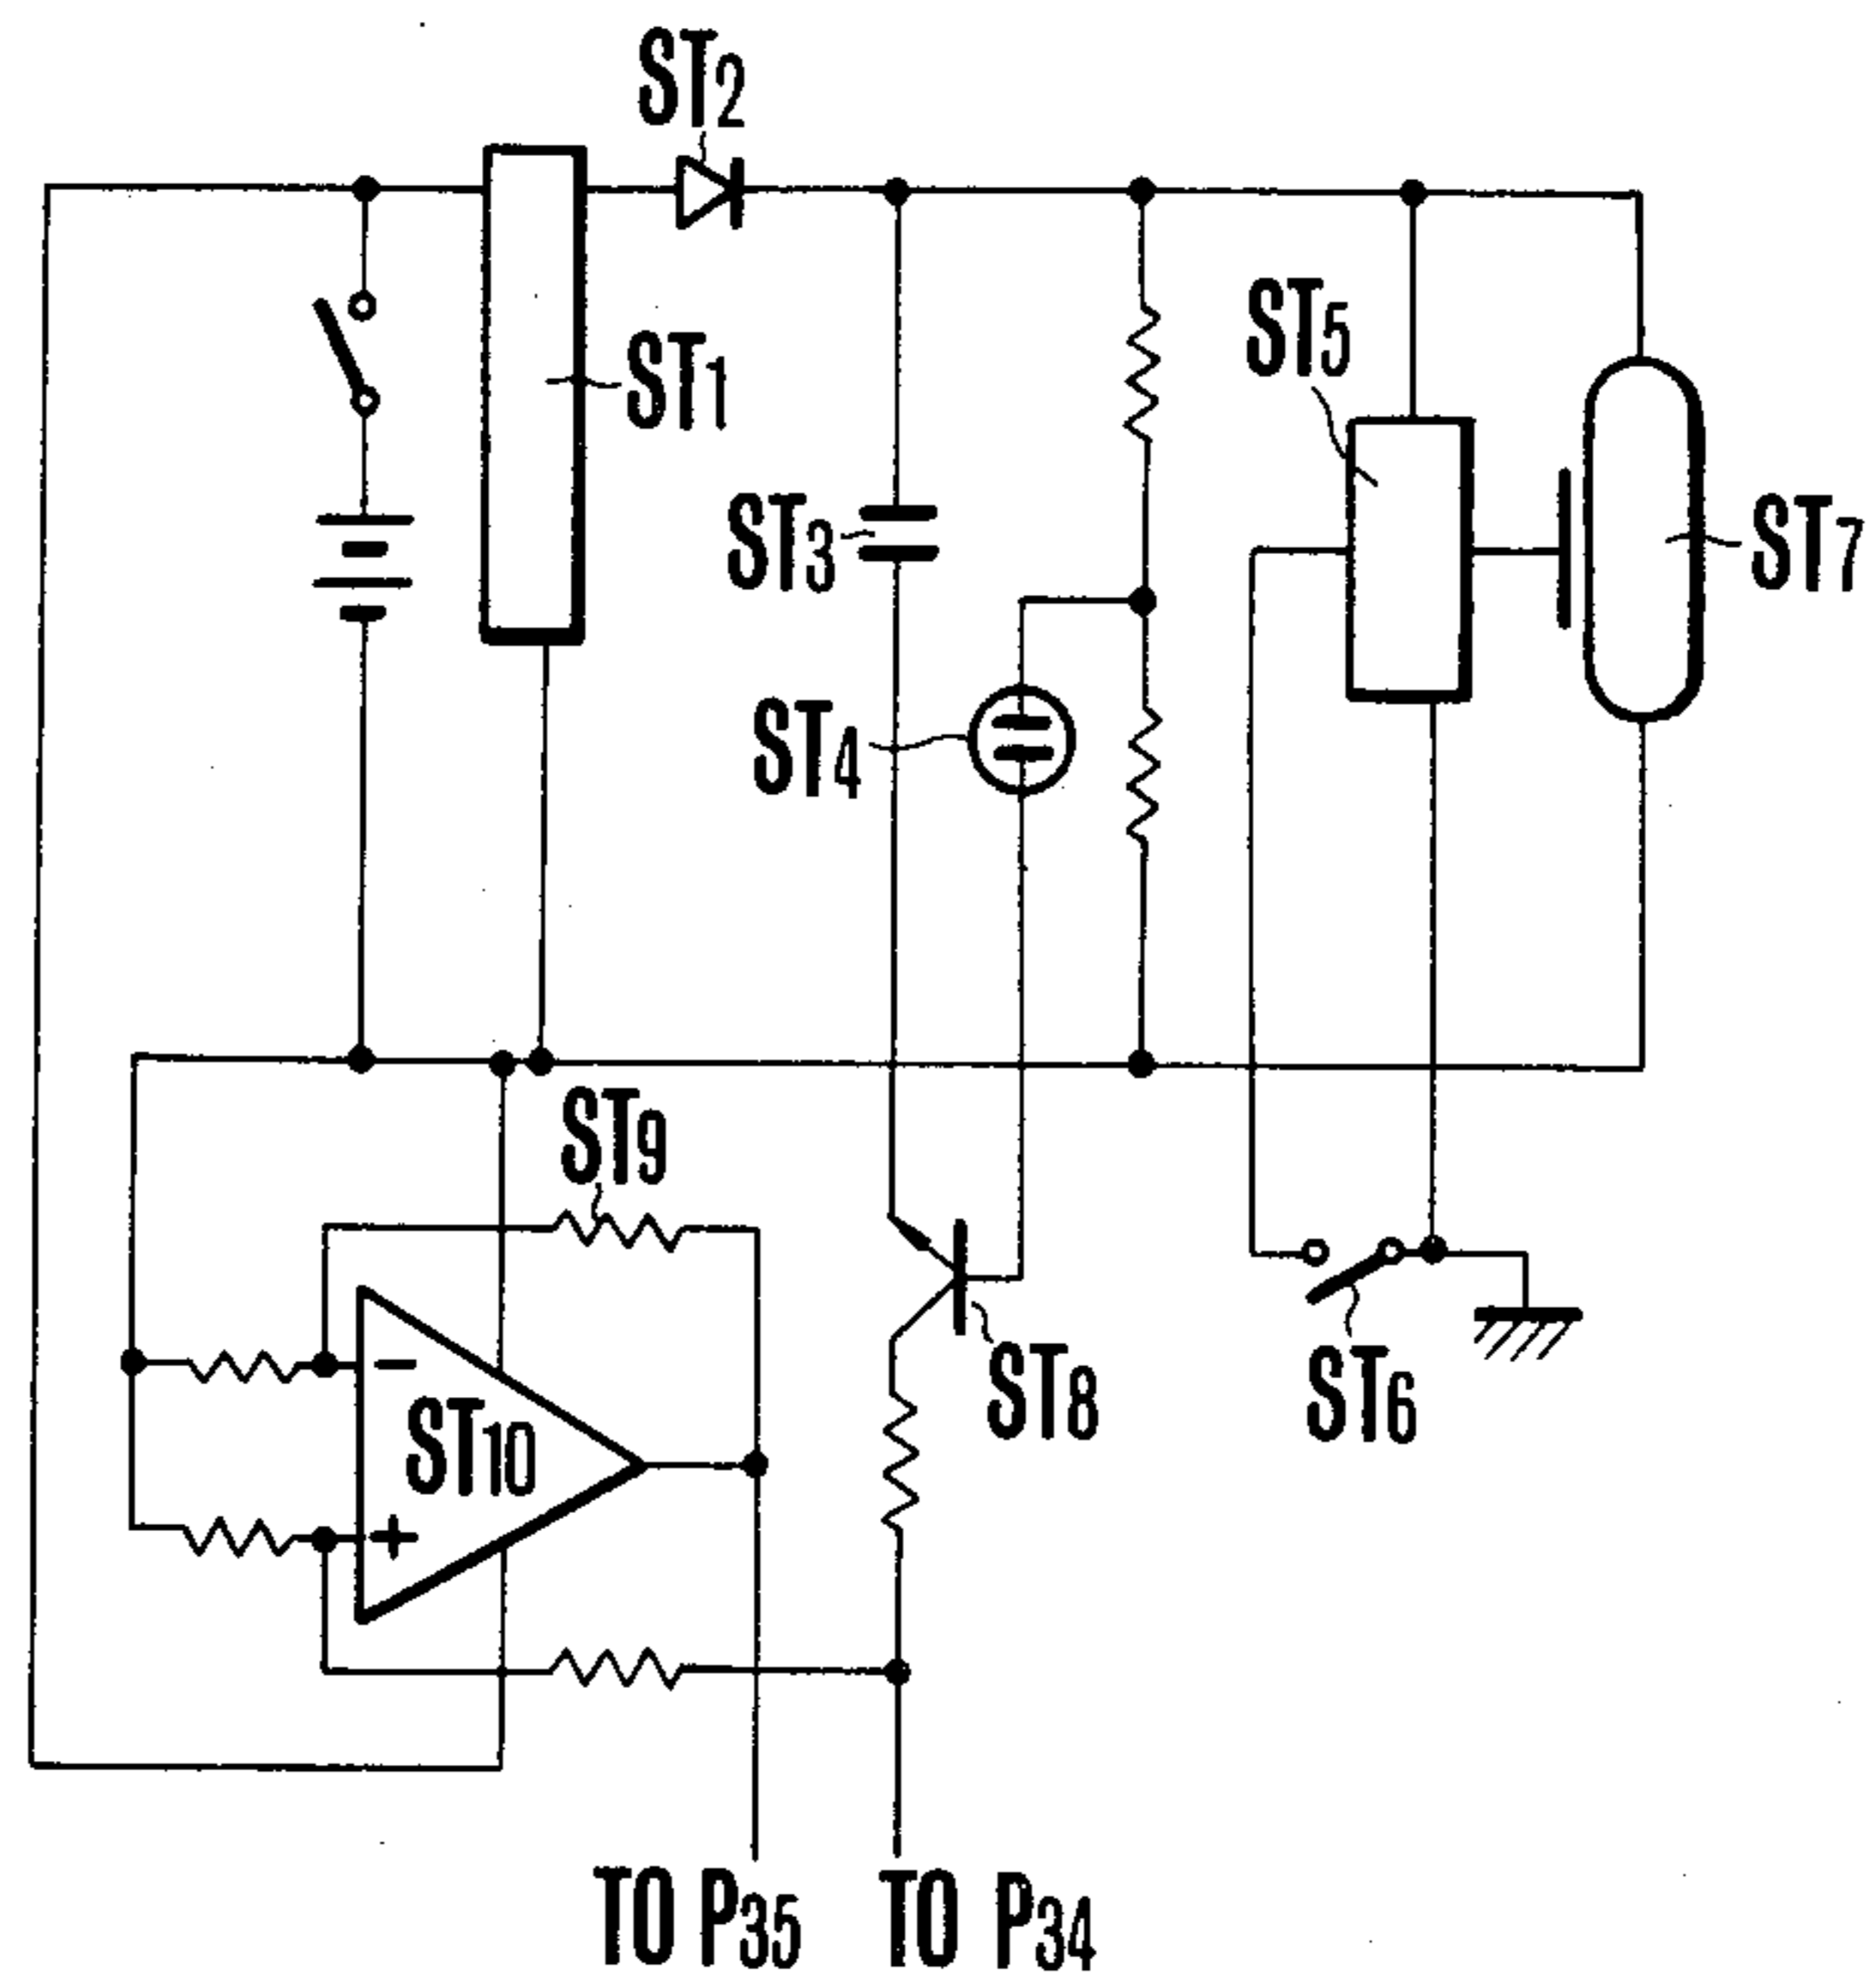 ST2
ST1
ST5
ST3
ST7
ST4
ST9
ST8
ST6
−
ST10
+
TO P35
TO P34